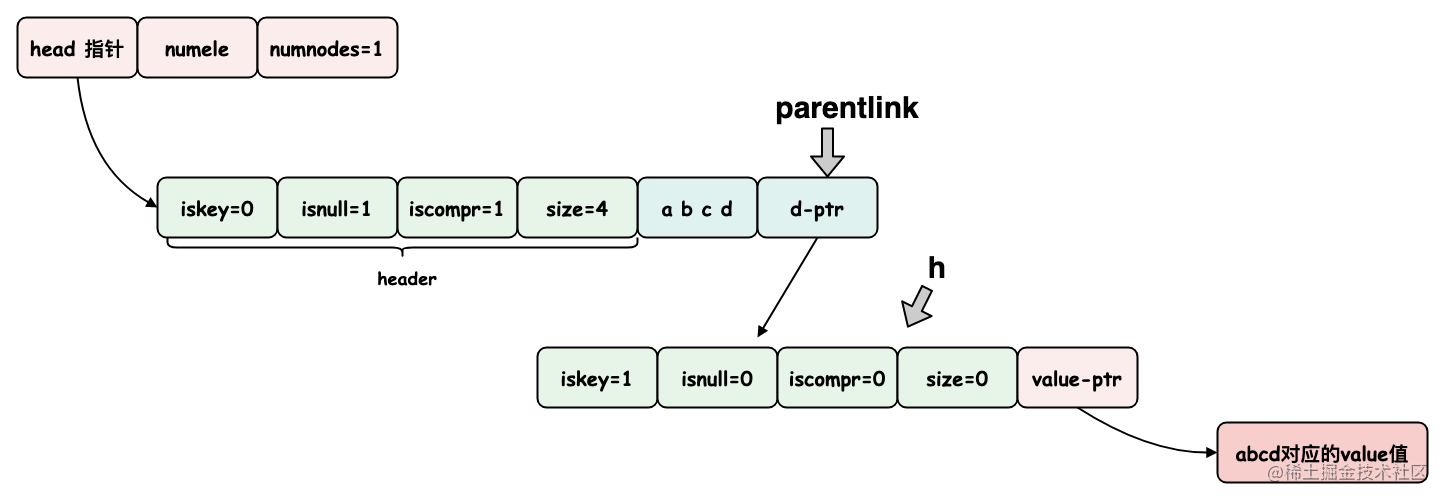 head 指针 numele numnodes=1
parentlink
iskey=0 isnull=1 iscompr=1 size=4 a b c d d-ptr
header
h
iskey=1 isnull=0 iscompr=0 size=0 value-ptr
abcd对应的value值
@稀土掘金技术社区